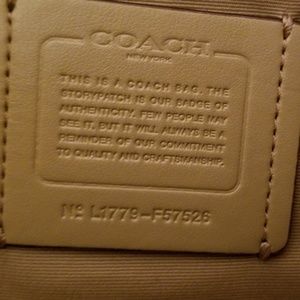 COACH
NEW YORK
THIS IS A COACH BAG. THE
STORYPATCH IS OUR BADGE OF
AUTHENTICITY. FEW PEOPLE MAY
SEE IT, BUT IT WILL ALWAYS BE A
REMINDER OF OUR COMMITMENT
TO QUALITY AND CRAFTSMANSHIP.
Nº L1779-F57526